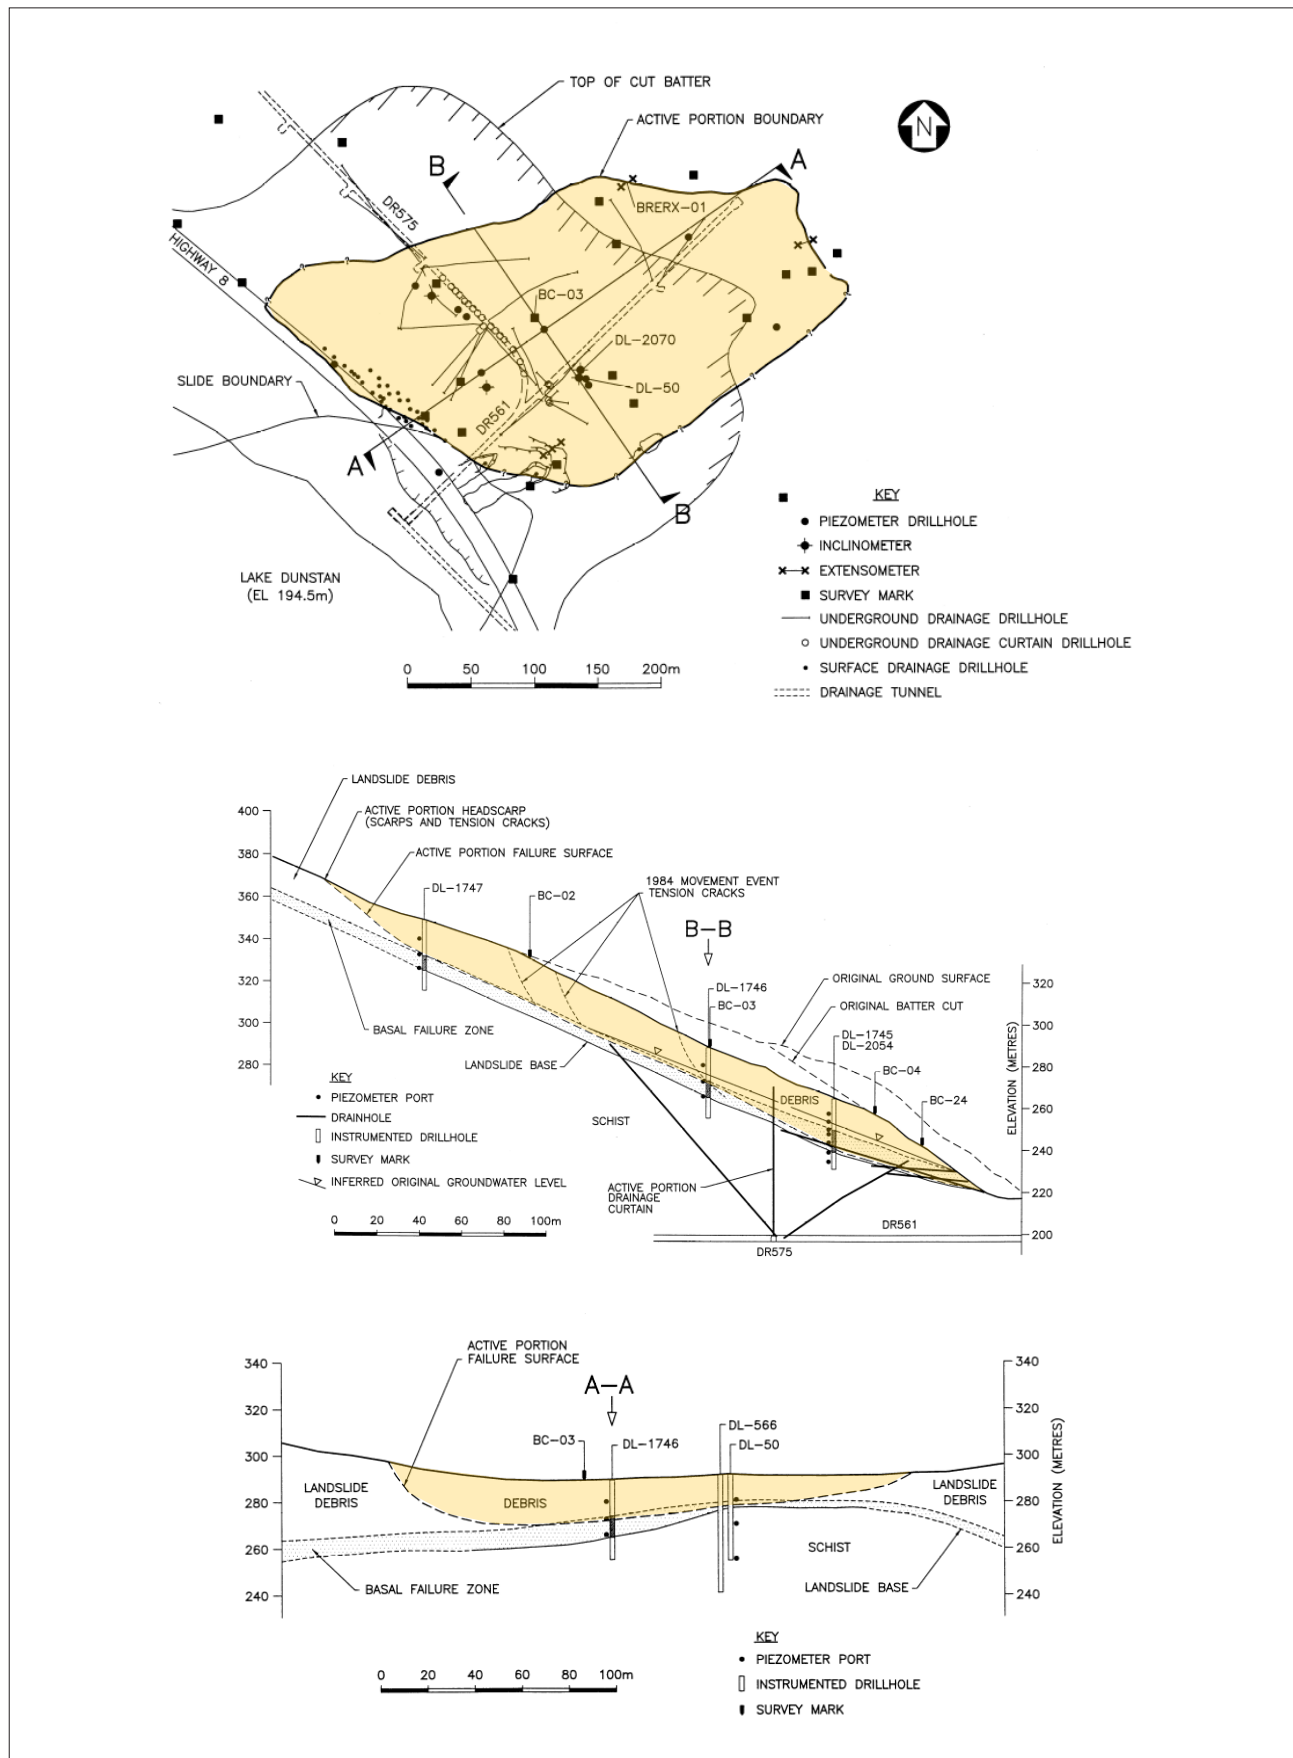 TOP OF CUT BATTER
ACTIVE PORTION BOUNDARY
N
A
B
BRERX-01
DR575
HIGHWAY 8
BC-03
DL-2070
DL-50
SLIDE BOUNDARY
DR561
A
B
LAKE DUNSTAN
(EL 194.5m)
KEY
PIEZOMETER DRILLHOLE
INCLINOMETER
EXTENSOMETER
SURVEY MARK
UNDERGROUND DRAINAGE DRILLHOLE
UNDERGROUND DRAINAGE CURTAIN DRILLHOLE
SURFACE DRAINAGE DRILLHOLE
DRAINAGE TUNNEL
0 50 100 150 200m
LANDSLIDE DEBRIS
ACTIVE PORTION HEADSCARP
(SCARPS AND TENSION CRACKS)
ACTIVE PORTION FAILURE SURFACE
DL-1747
BC-02
1984 MOVEMENT EVENT
TENSION CRACKS
B-B
DL-1746
BC-03
ORIGINAL GROUND SURFACE
ORIGINAL BATTER CUT
DL-1745
DL-2054
BC-04
BC-24
400
380
360
340
320
300
280
BASAL FAILURE ZONE
LANDSLIDE BASE
DEBRIS
SCHIST
ACTIVE PORTION
DRAINAGE
CURTAIN
DR561
DR575
320
300
280
260
240
220
200
ELEVATION (METRES)
KEY
PIEZOMETER PORT
DRAINHOLE
INSTRUMENTED DRILLHOLE
SURVEY MARK
INFERRED ORIGINAL GROUNDWATER LEVEL
0 20 40 60 80 100m
ACTIVE PORTION
FAILURE SURFACE
A-A
BC-03
DL-1746
DL-566
DL-50
340
320
300
280
260
240
LANDSLIDE
DEBRIS
DEBRIS
LANDSLIDE
DEBRIS
SCHIST
BASAL FAILURE ZONE
LANDSLIDE BASE
340
320
300
280
260
240
ELEVATION (METRES)
KEY
PIEZOMETER PORT
INSTRUMENTED DRILLHOLE
SURVEY MARK
0 20 40 60 80 100m